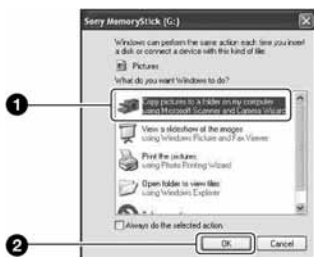 Sony MemoryStick (G:)
Windows can perform the same action each time you insert
a disk or connect a device with this kind of file:
Pictures
What do you want Windows to do?
1
Copy pictures to a folder on my computer
using Microsoft Scanner and Camera Wizard
View a slideshow of the images
using Windows Picture and Fax Viewer
Print the pictures
using Photo Printing Wizard
Open folder to view files
using Windows Explorer
Always do the selected action.
2
OK
Cancel